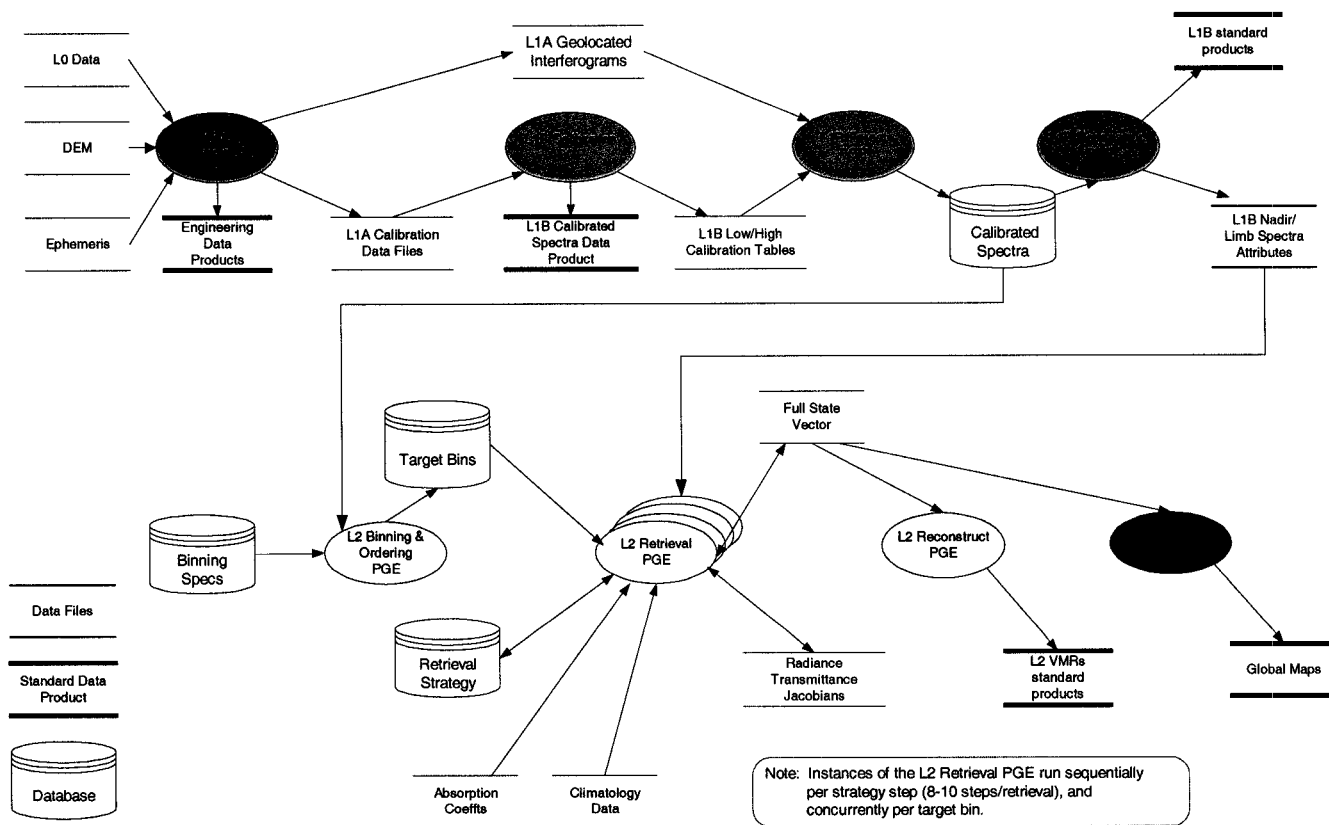 L0 Data
DEM
Ephemeris
L1A Geolocated
Interferograms
L1B standard
products
Engineering
Data
Products
L1A Calibration
Data Files
L1B Calibrated
Spectra Data
Product
L1B Low/High
Calibration Tables
Calibrated
Spectra
L1B Nadir/
Limb Spectra
Attributes
Full State
Vector
Target Bins
Binning
Specs
L2 Binning &
Ordering
PGE
L2 Retrieval
PGE
L2 Reconstruct
PGE
Retrieval
Strategy
Radiance
Transmittance
Jacobians
L2 VMRs
standard
products
Global Maps
Data Files
Standard Data
Product
Database
Absorption
Coeffts
Climatology
Data
Note: Instances of the L2 Retrieval PGE run sequentially
per strategy step (8-10 steps/retrieval), and
concurrently per target bin.